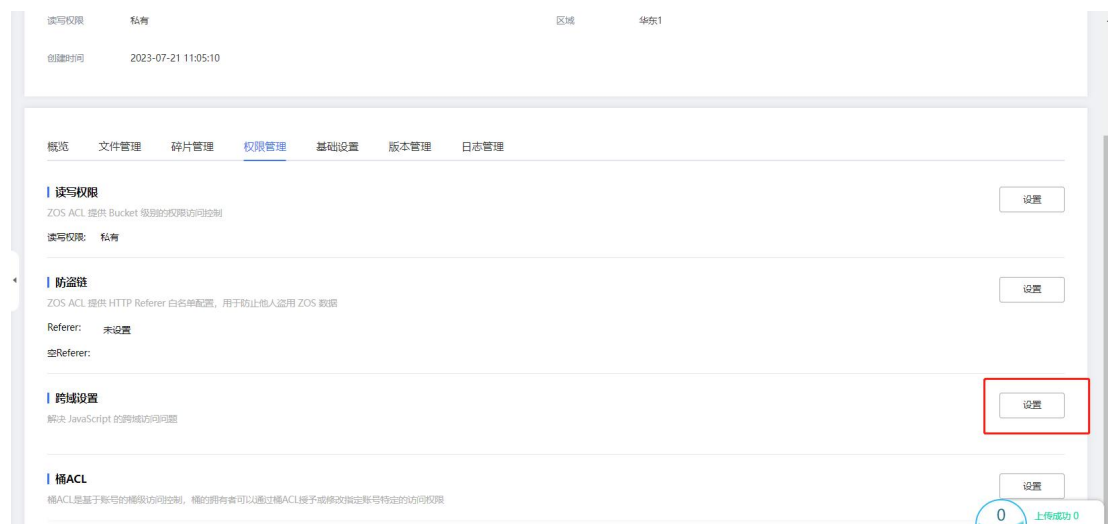 读写权限 私有 区域 华东1
创建时间 2023-07-21 11:05:10
概览 文件管理 碎片管理 权限管理 基础设置 版本管理 日志管理
读写权限 设置
ZOS ACL 提供 Bucket 级别的权限访问控制
读写权限: 私有
防盗链 设置
ZOS ACL 提供 HTTP Referer 白名单配置，用于防止他人盗用 ZOS 数据
Referer: 未设置
空Referer:
跨域设置 设置
解决 JavaScript 的跨域访问问题
桶ACL 设置
桶ACL是基于账号的桶级访问控制，桶的拥有者可以通过桶ACL授予或修改指定账号特定的访问权限
0 上传成功 0